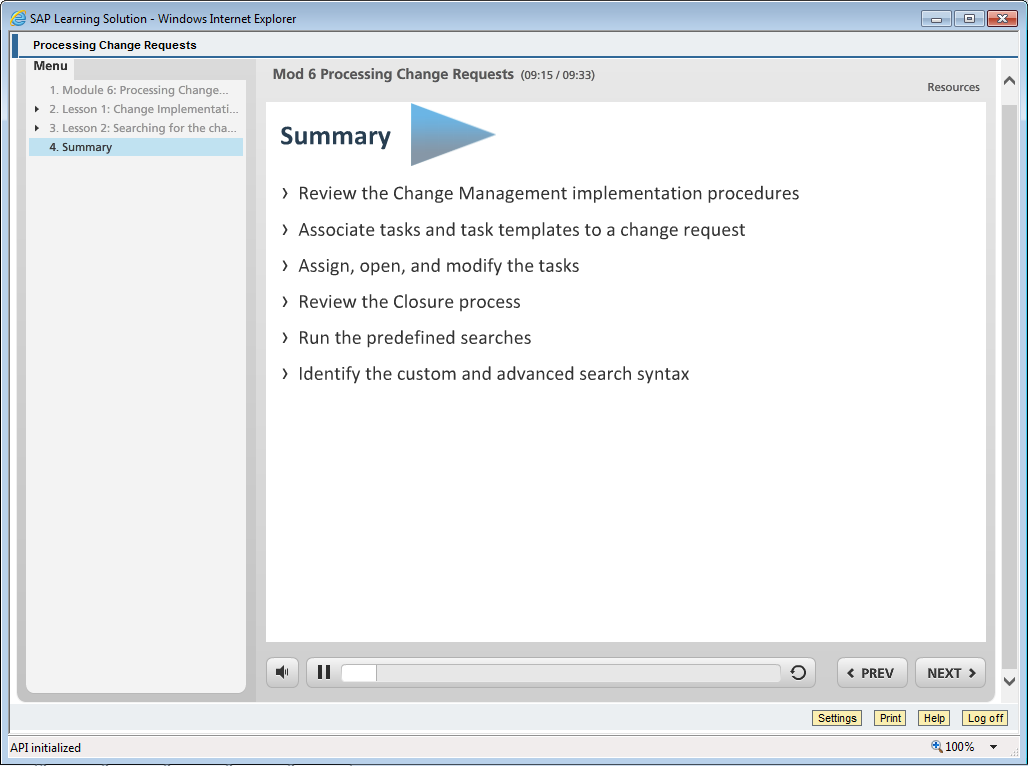 SAP Learning Solution - Windows Internet Explorer
Processing Change Requests
Menu
1. Module 6: Processing Change...
2. Lesson 1: Change Implementati...
3. Lesson 2: Searching for the cha...
4. Summary
Mod 6 Processing Change Requests (09:15 / 09:33)
Resources
Summary
› Review the Change Management implementation procedures
› Associate tasks and task templates to a change request
› Assign, open, and modify the tasks
› Review the Closure process
› Run the predefined searches
› Identify the custom and advanced search syntax
PREV
NEXT
Settings
Print
Help
Log off
API initialized
100%